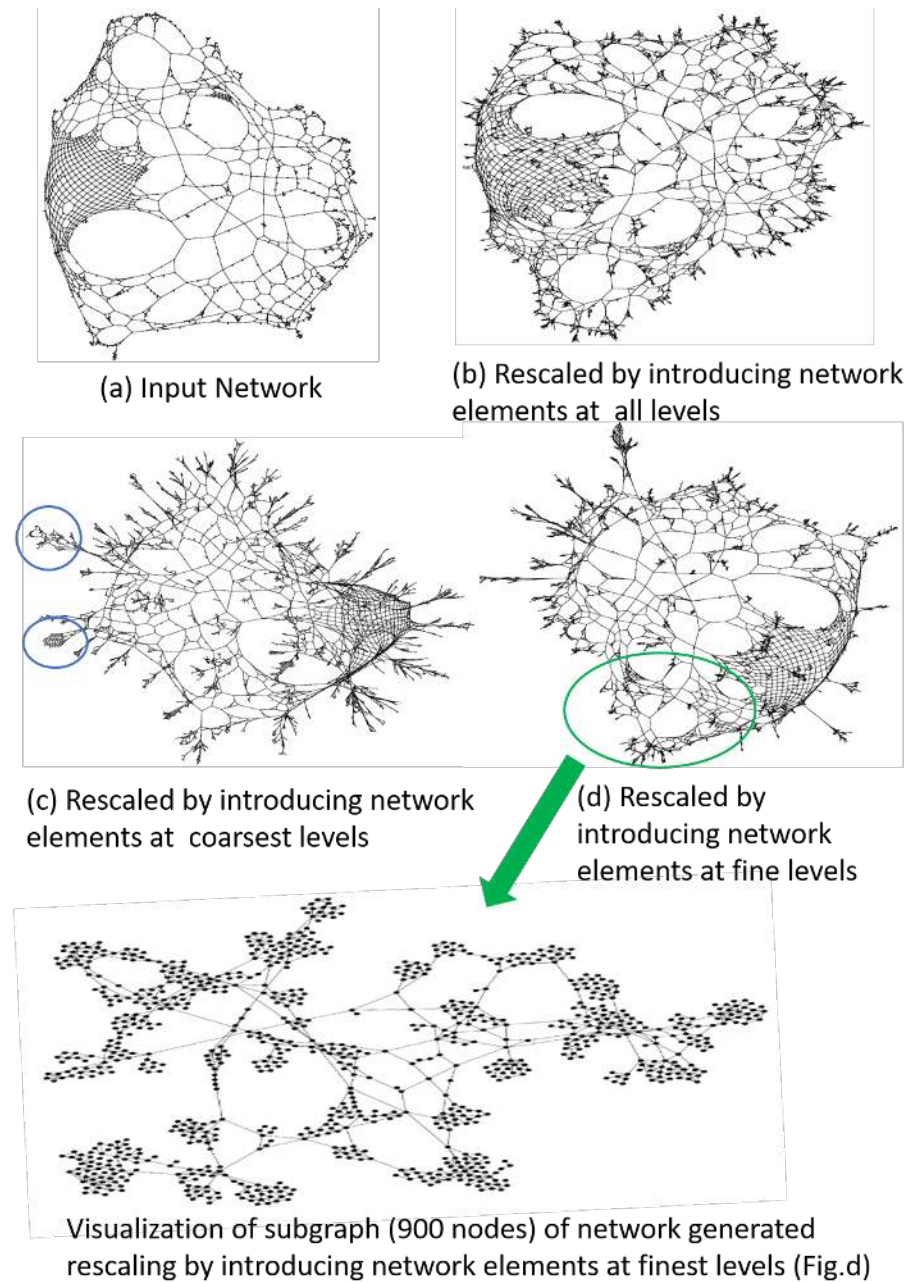 (a) Input Network
(b) Rescaled by introducing network
elements at  all levels
(c) Rescaled by introducing network
elements at  coarsest levels
(d) Rescaled by
introducing network
elements at fine levels
Visualization of subgraph (900 nodes) of network generated
rescaling by introducing network elements at finest levels (Fig.d)